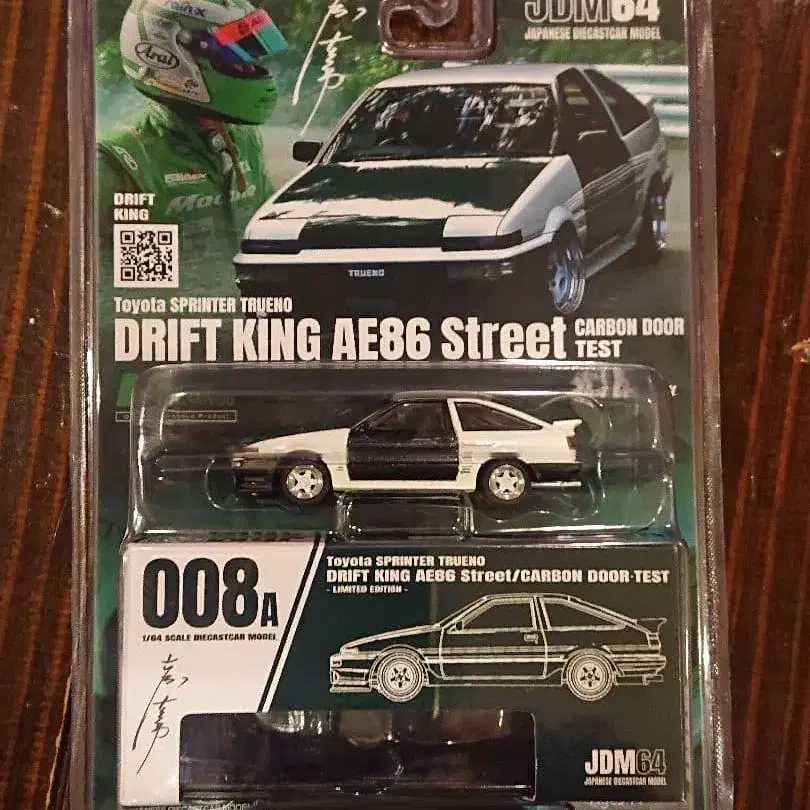 JDM64
JAPANESE DIECASTCAR MODEL
Arai
DRIFT
KING
TRUENO
Toyota SPRINTER TRUENO
DRIFT KING AE86 Street CARBON DOOR
TEST
008A
1/64 SCALE DIECASTCAR MODEL
Toyota SPRINTER TRUENO
DRIFT KING AE86 Street/CARBON DOOR-TEST
- LIMITED EDITION -
JDM64
JAPANESE DIECASTCAR MODEL